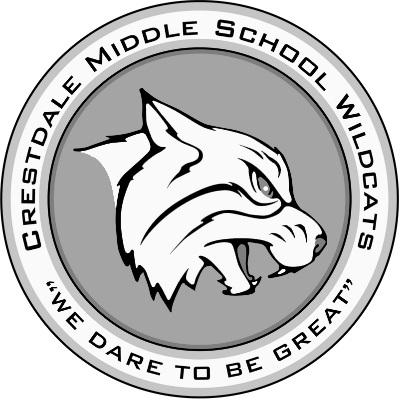 Crestdale Middle School Wildcats
“We dare to be great”